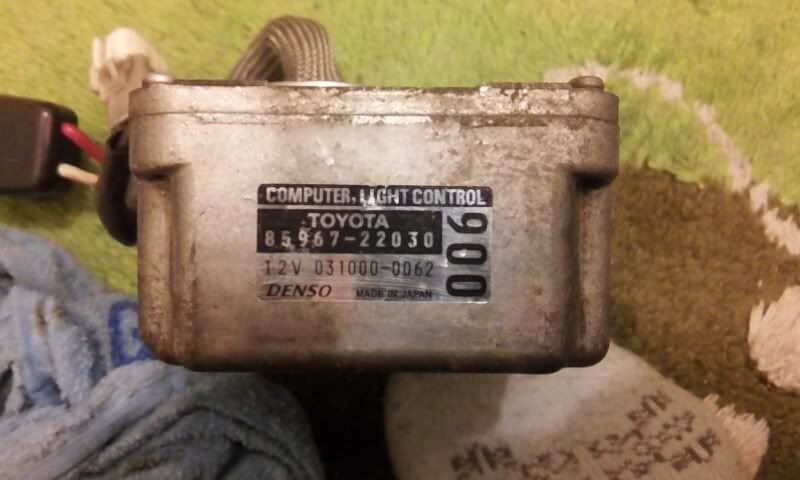 COMPUTER, LIGHT CONTROL
TOYOTA
85967-22030
12V 031000-0062
DENSO MADE IN JAPAN
900